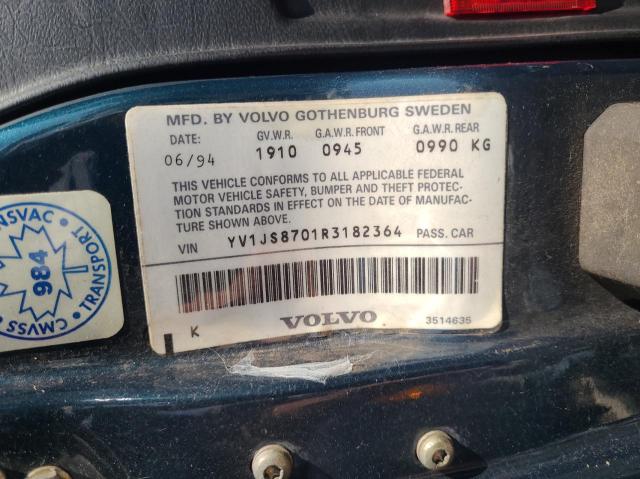 MFD. BY VOLVO GOTHENBURG SWEDEN
DATE: G.V.W.R. G.A.W.R. FRONT G.A.W.R. REAR
06/94 1910 0945 0990 KG
THIS VEHICLE CONFORMS TO ALL APPLICABLE FEDERAL
MOTOR VEHICLE SAFETY, BUMPER AND THEFT PROTEC-
TION STANDARDS IN EFFECT ON THE DATE OF MANUFAC-
TURE SHOWN ABOVE.
VIN YV1JS8701R3182364 PASS. CAR
K VOLVO 3514635
NSVAC
984
TRANSPORT
CMVSS